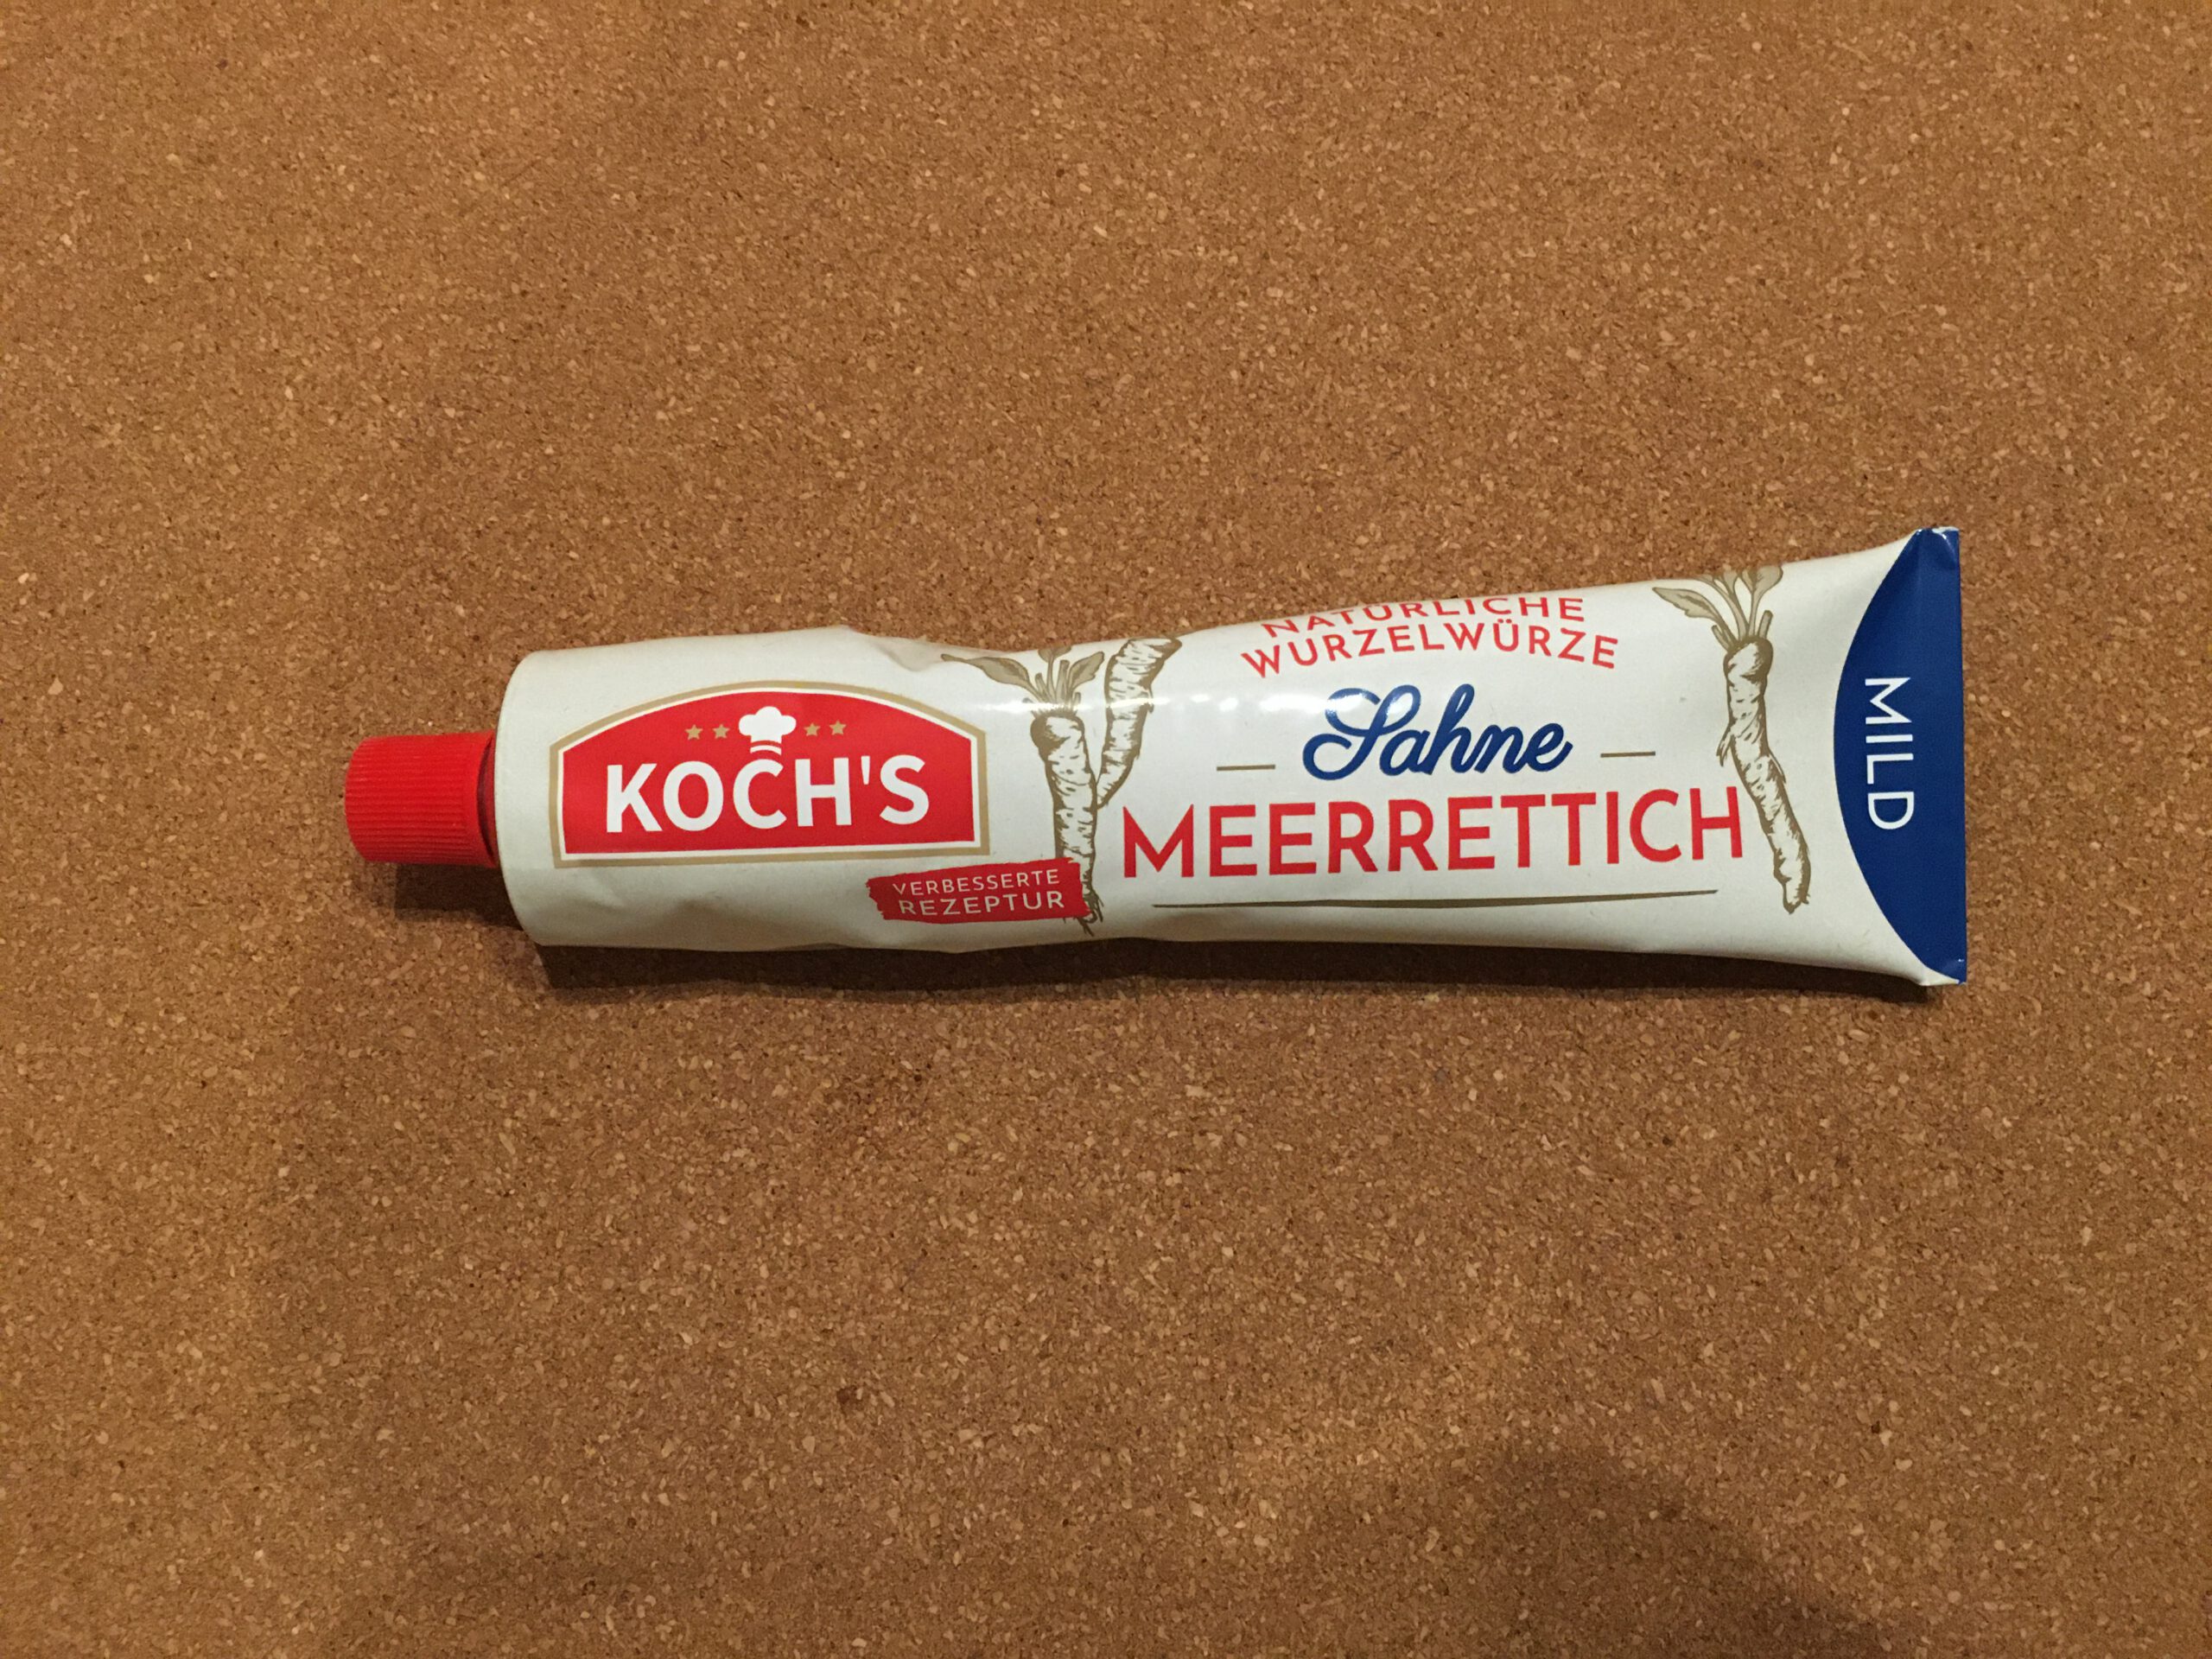 KOCH'S
VERBESSERTE
REZEPTUR
NATÜRLICHE
WURZELWÜRZE
Sahne
MEERRETTICH
MILD